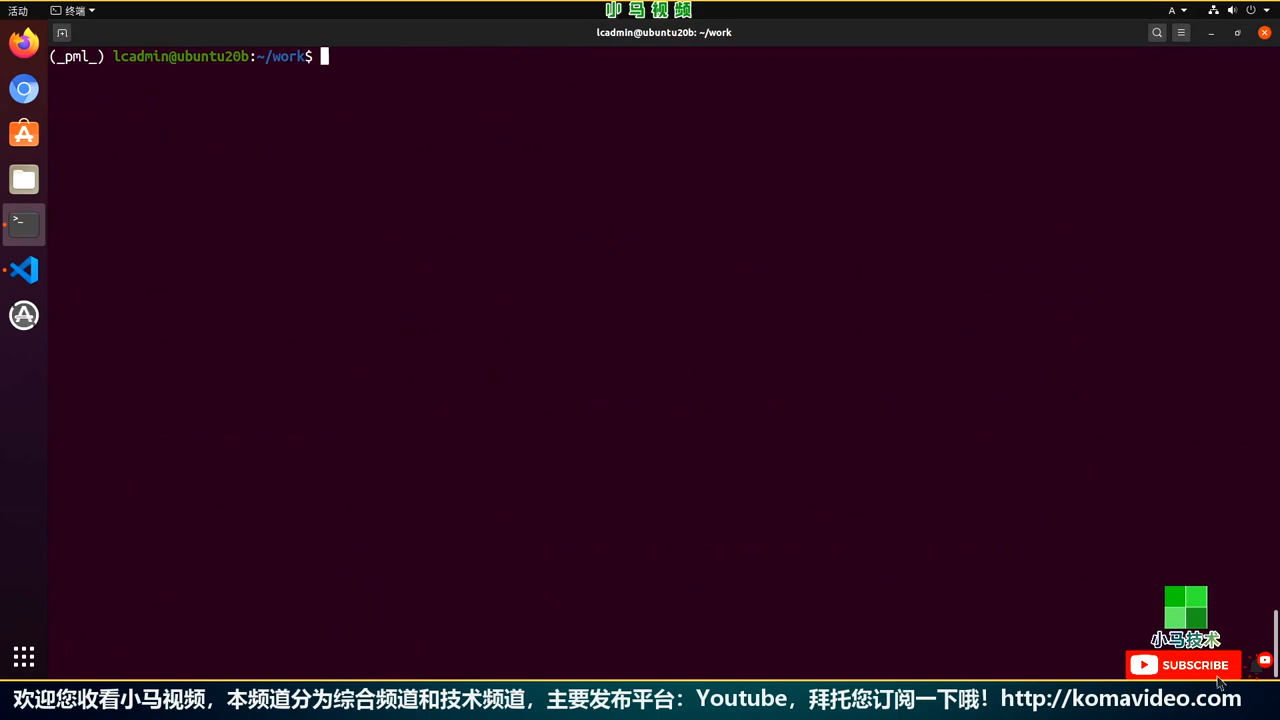 小马视频
活动 终端 A
lcadmin@ubuntu20b: ~/work
(_pml_) lcadmin@ubuntu20b:~/work$
小马技术
SUBSCRIBE
欢迎您收看小马视频，本频道分为综合频道和技术频道，主要发布平台：Youtube，拜托您订阅一下哦！http://komavideo.com